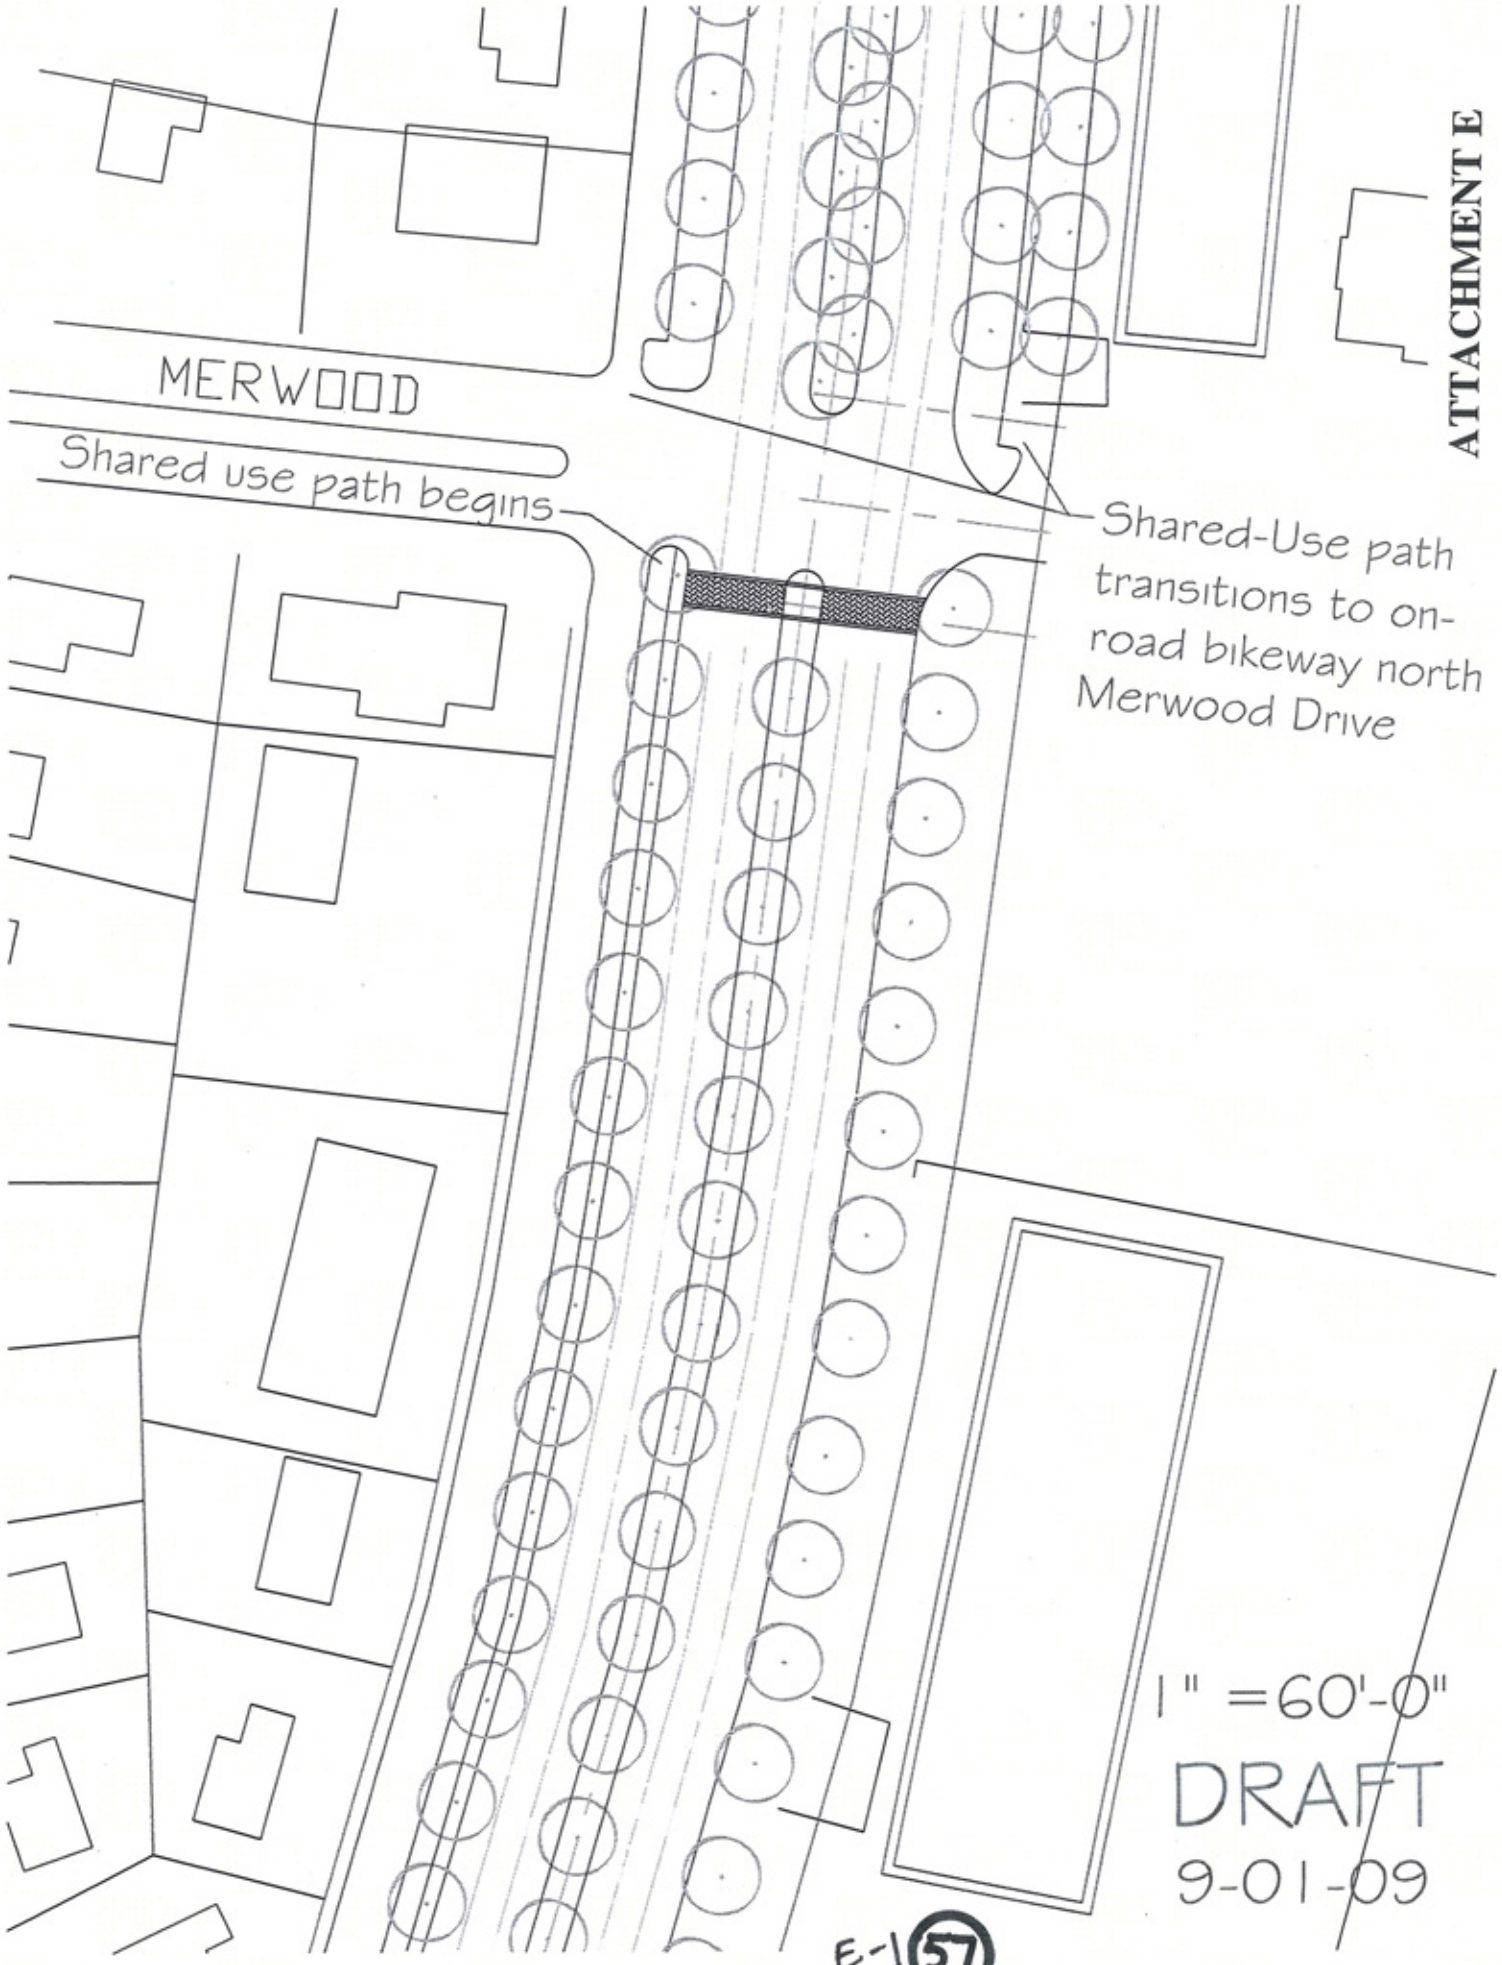 ATTACHMENT E
MERWOOD
Shared use path begins
Shared-Use path
transitions to on-
road bikeway north
Merwood Drive
1" =60'-0"
DRAFT
9-01-09
E-1 57